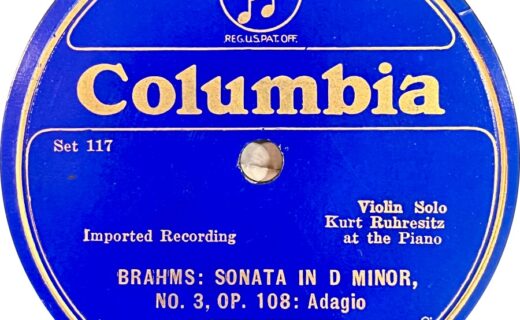 REG.U.S.PAT.OFF.
Columbia
Set 117
Violin Solo
Kurt Ruhresitz
Imported Recording
at the Piano
BRAHMS: SONATA IN D MINOR,
NO. 3, OP. 108: Adagio